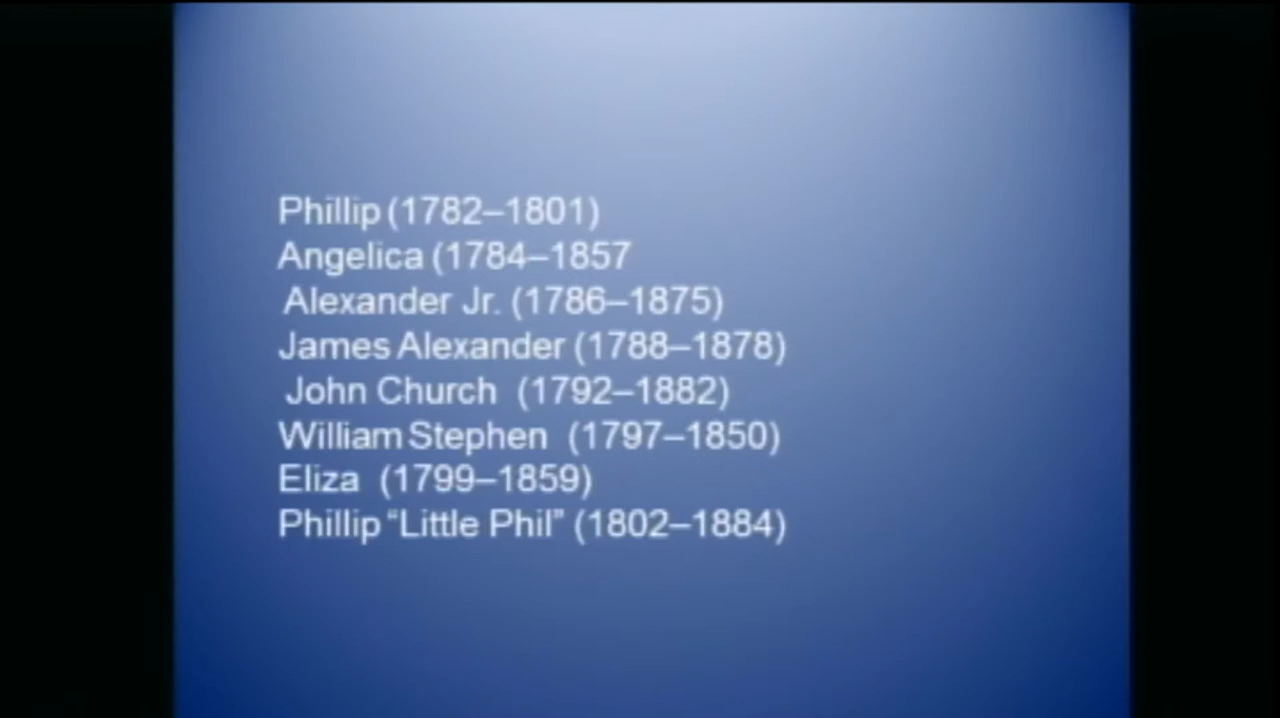 Phillip (1782–1801)
Angelica (1784–1857
Alexander Jr. (1786–1875)
James Alexander (1788–1878)
John Church (1792–1882)
William Stephen (1797–1850)
Eliza (1799–1859)
Phillip “Little Phil” (1802–1884)